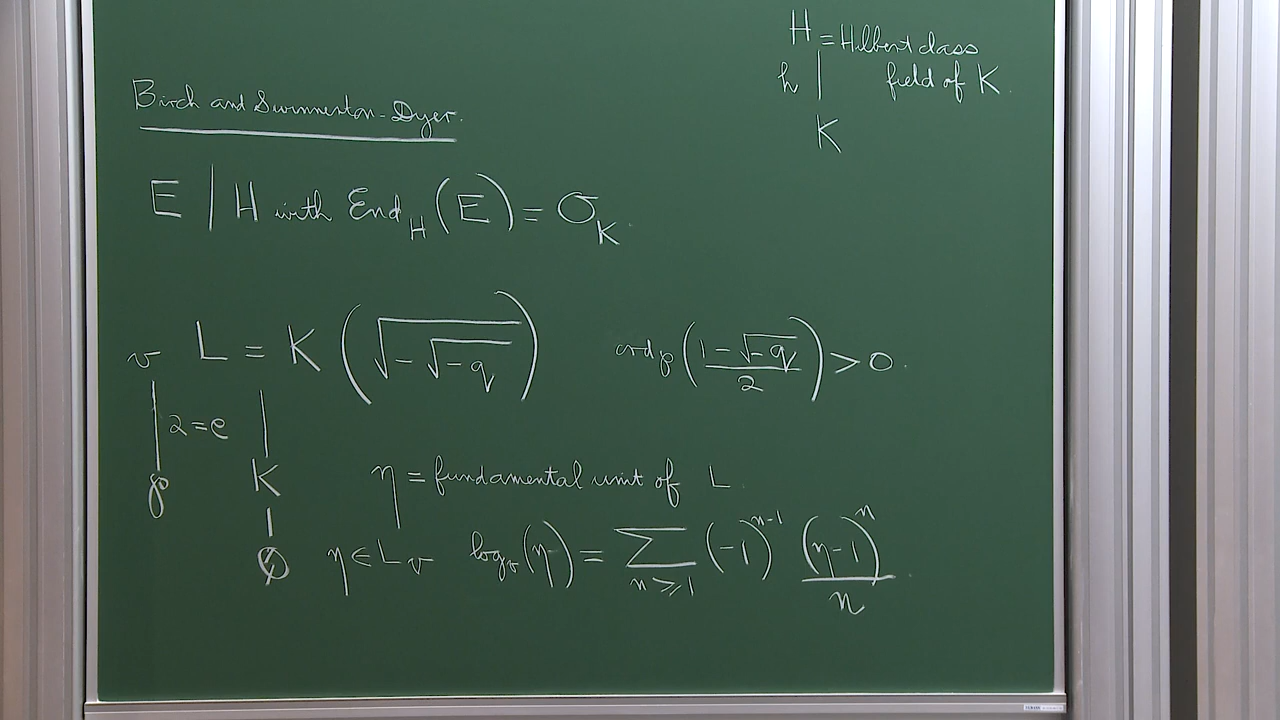 H = Hilbert class
h | field of K.
K
Birch and Swinnerton-Dyer.
E | H with End_H(E) = O_K.
v L = K(√(-√(-q))) ord_𝔭((1-√(-q))/2) > 0.
2=e
𝔭 K η = fundamental unit of L.
ℚ η ∈ L_v log_v(η) = ∑_{n≥1} (-1)^{n-1} (η-1)^n / n.